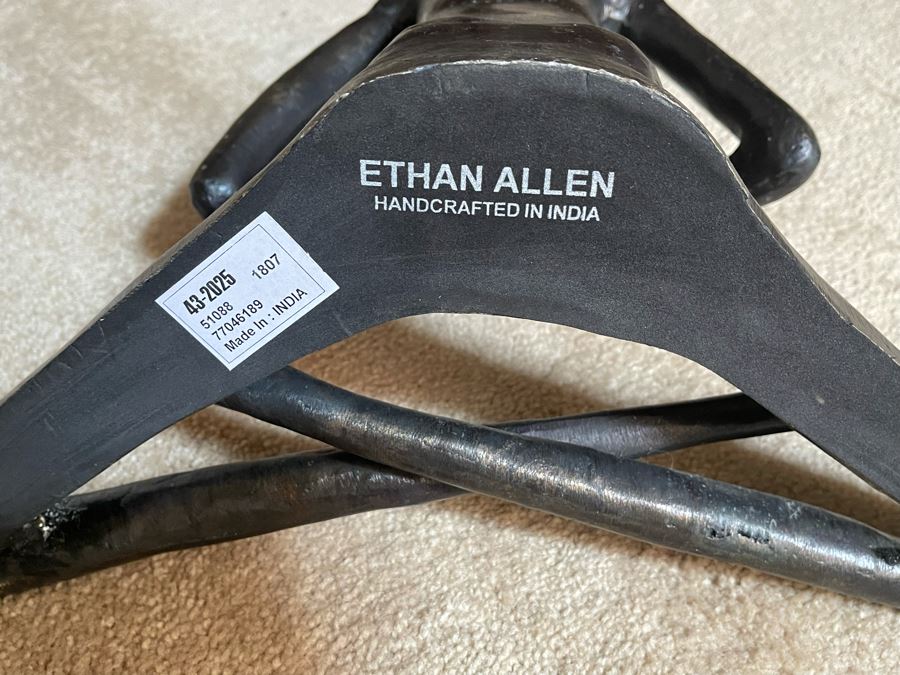 ETHAN ALLEN
HANDCRAFTED IN INDIA
43-2025 1807
51088
77046189
Made In : INDIA